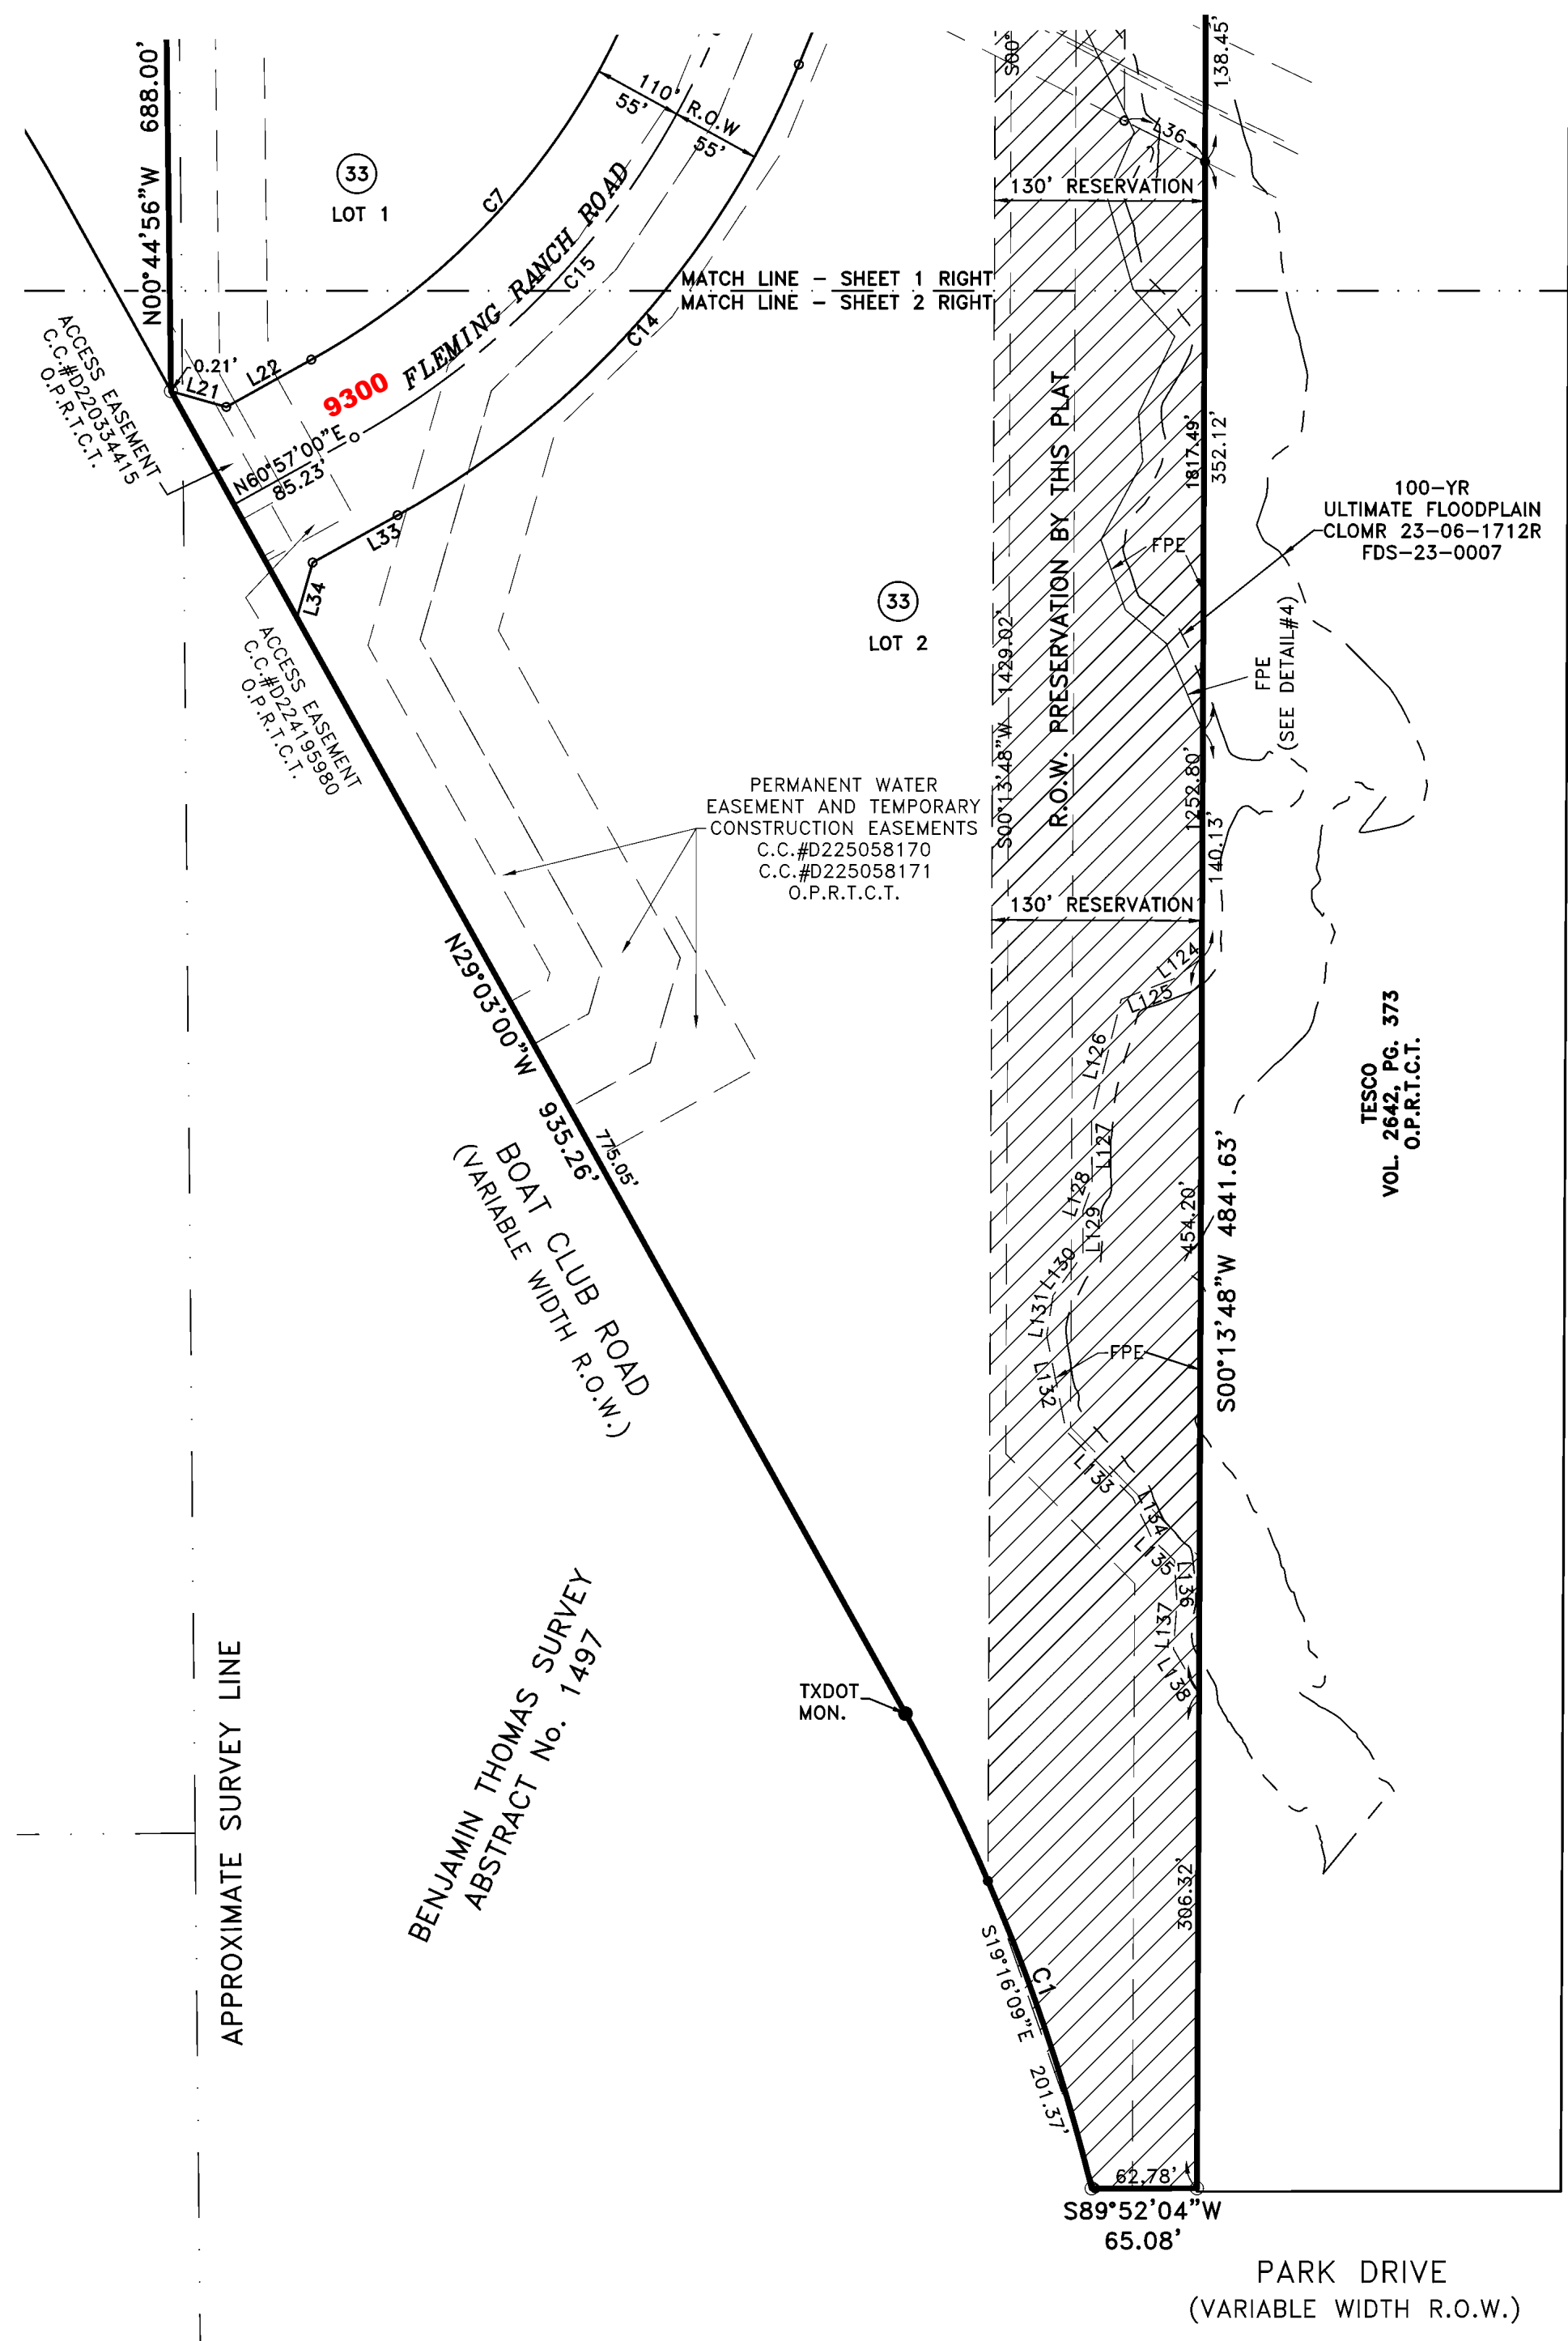 N00°44'56"W 688.00'
33
LOT 1
C7
110' R.O.W
55'
55'
S00°
138.45'
L36
130' RESERVATION
MATCH LINE - SHEET 1 RIGHT
MATCH LINE - SHEET 2 RIGHT
9300 FLEMING RANCH ROAD
C15
C14
0.21'
L21
L22
ACCESS EASEMENT
C.C.#D220334415
O.P.R.T.C.T.
N60°57'00"E
85.23'
L33
L34
ACCESS EASEMENT
C.C.#D224195980
O.P.R.T.C.T.
33
LOT 2
R.O.W. PRESERVATION BY THIS PLAT
1817.49'
352.12'
100-YR
ULTIMATE FLOODPLAIN
CLOMR 23-06-1712R
FDS-23-0007
FPE
FPE
(SEE DETAIL#4)
S00°13'48"W 1429.02'
1252.80'
140.13'
PERMANENT WATER
EASEMENT AND TEMPORARY
CONSTRUCTION EASEMENTS
C.C.#D225058170
C.C.#D225058171
O.P.R.T.C.T.
130' RESERVATION
L124
L125
L126
L127
L128
L129
L130
L131
L132
FPE
L133
L134
L135
L136
L137
L138
N29°03'00"W 935.26'
775.05'
BOAT CLUB ROAD
(VARIABLE WIDTH R.O.W.)
454.20'
S00°13'48"W 4841.63'
TESCO
VOL. 2642, PG. 373
O.P.R.T.C.T.
APPROXIMATE SURVEY LINE
BENJAMIN THOMAS SURVEY
ABSTRACT No. 1497
TXDOT
MON.
306.32'
C1
S19°16'09"E 201.37'
62.78'
S89°52'04"W
65.08'
PARK DRIVE
(VARIABLE WIDTH R.O.W.)